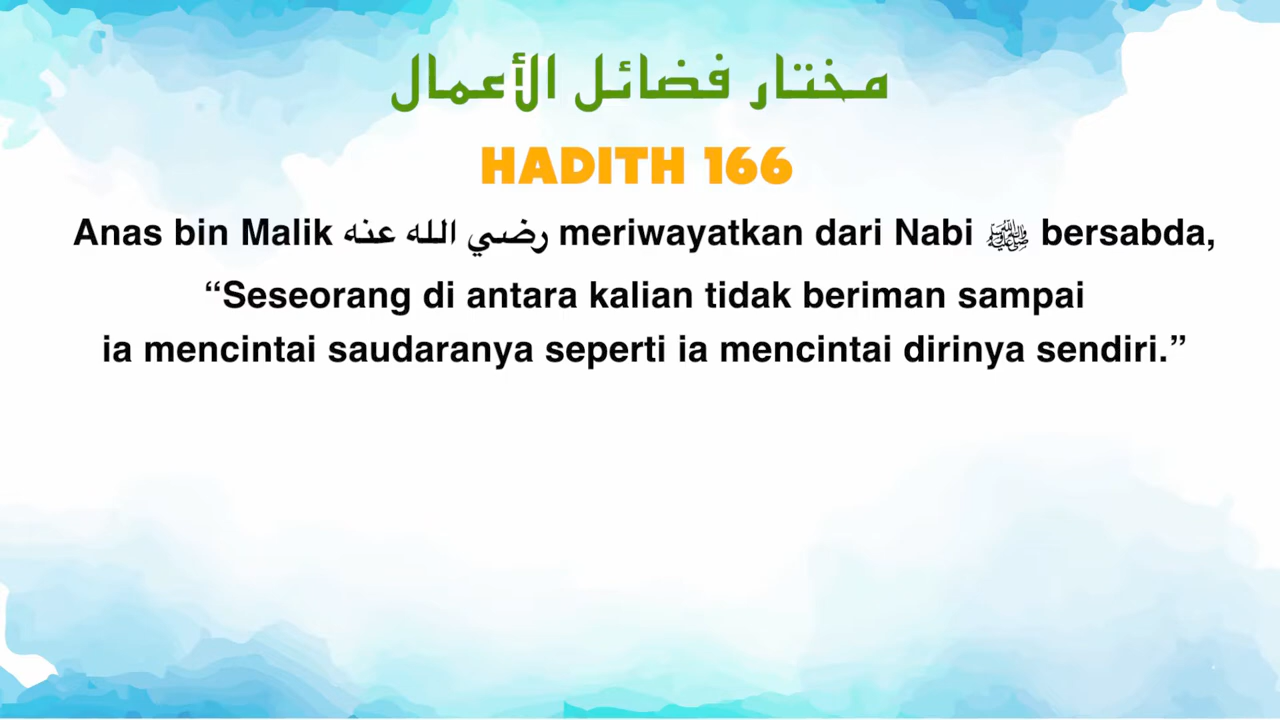 مختار فضائل الأعمال
HADITH 166
Anas bin Malik رضي الله عنه meriwayatkan dari Nabi ﷺ bersabda,
“Seseorang di antara kalian tidak beriman sampai
ia mencintai saudaranya seperti ia mencintai dirinya sendiri.”